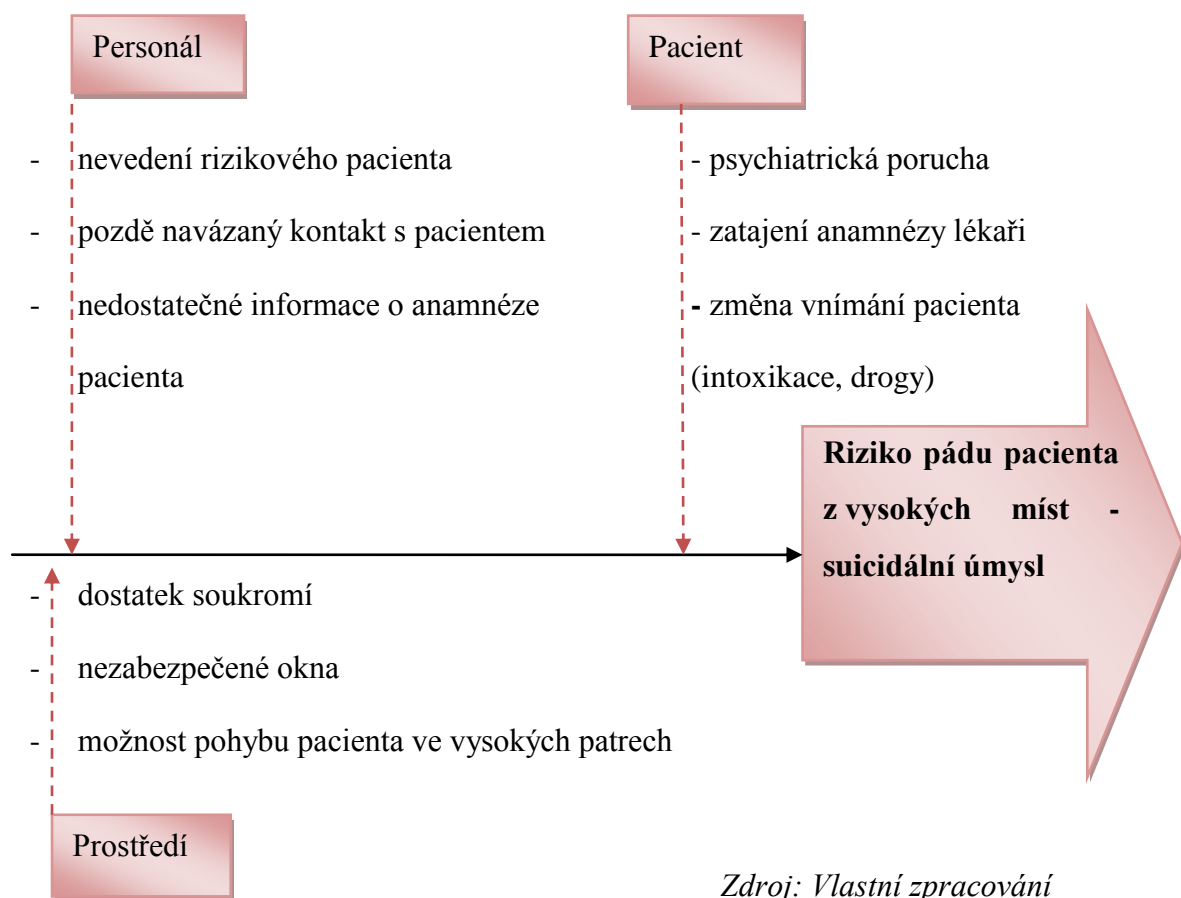 Personál
- nevedení rizikového pacienta
- pozdě navázaný kontakt s pacientem
- nedostatečné informace o anamnéze
pacienta
Pacient
- psychiatrická porucha
- zatajení anamnézy lékaři
- změna vnímání pacienta
(intoxikace, drogy)
Riziko pádu pacienta
z vysokých míst -
suicidální úmysl
- dostatek soukromí
- nezabezpečené okna
- možnost pohybu pacienta ve vysokých patrech
Prostředí
Zdroj: Vlastní zpracování